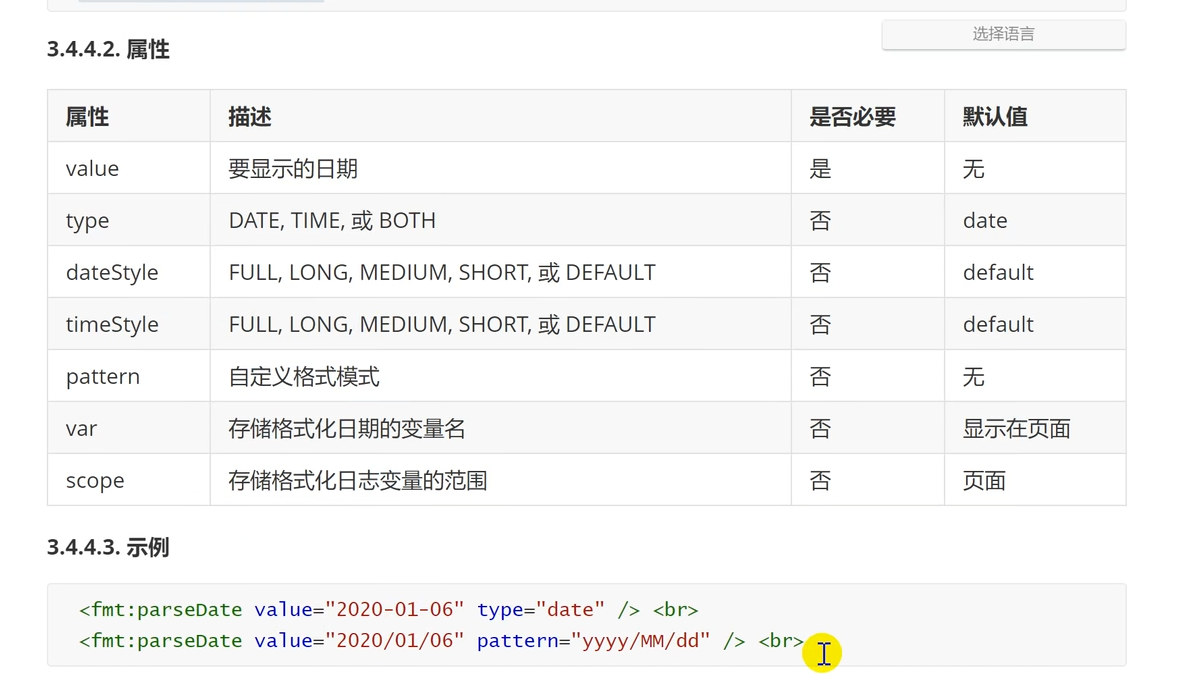 3.4.4.2. 属性
选择语言
属性 描述 是否必要 默认值
value 要显示的日期 是 无
type DATE, TIME, 或 BOTH 否 date
dateStyle FULL, LONG, MEDIUM, SHORT, 或 DEFAULT 否 default
timeStyle FULL, LONG, MEDIUM, SHORT, 或 DEFAULT 否 default
pattern 自定义格式模式 否 无
var 存储格式化日期的变量名 否 显示在页面
scope 存储格式化日志变量的范围 否 页面
3.4.4.3. 示例
<fmt:parseDate value="2020-01-06" type="date" /> <br>
<fmt:parseDate value="2020/01/06" pattern="yyyy/MM/dd" /> <br>